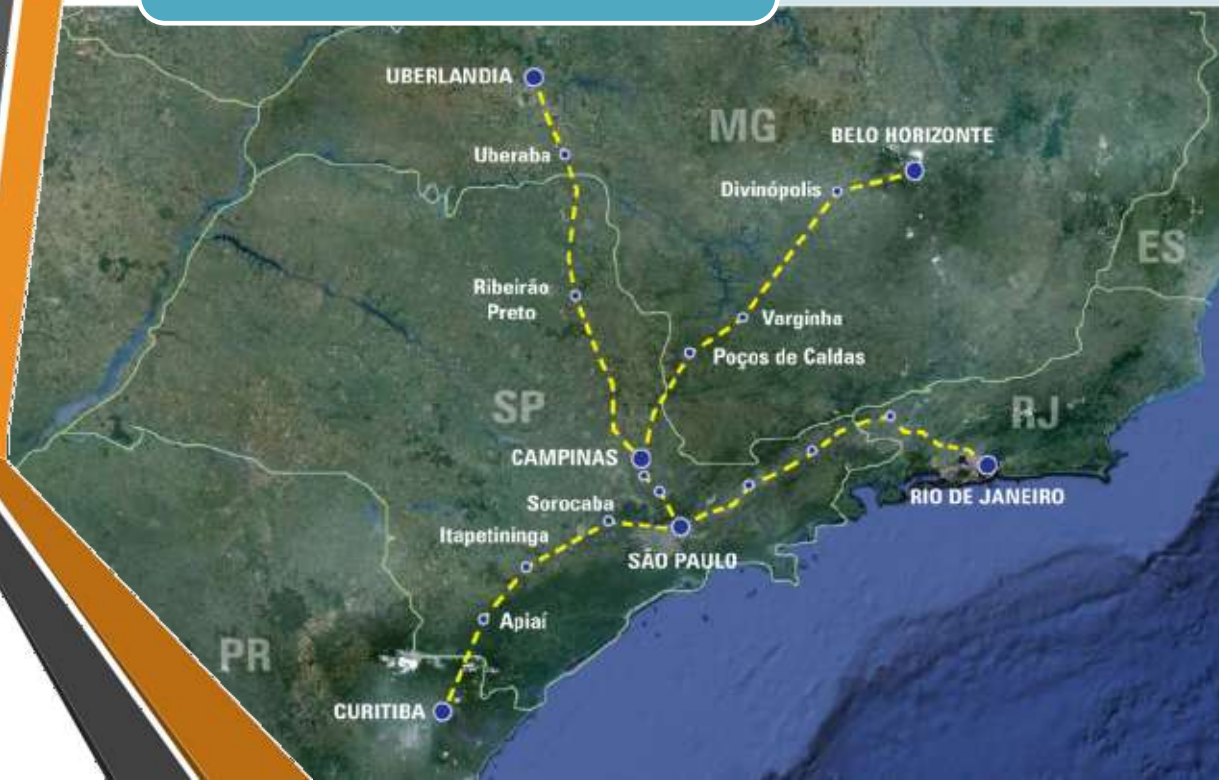 UBERLANDIA
MG
BELO HORIZONTE
Uberaba
Divinópolis
ES
Ribeirão
Preto
Varginha
Poços de Caldas
SP
RJ
CAMPINAS
RIO DE JANEIRO
Sorocaba
Itapetininga
SÃO PAULO
Apiaí
PR
CURITIBA